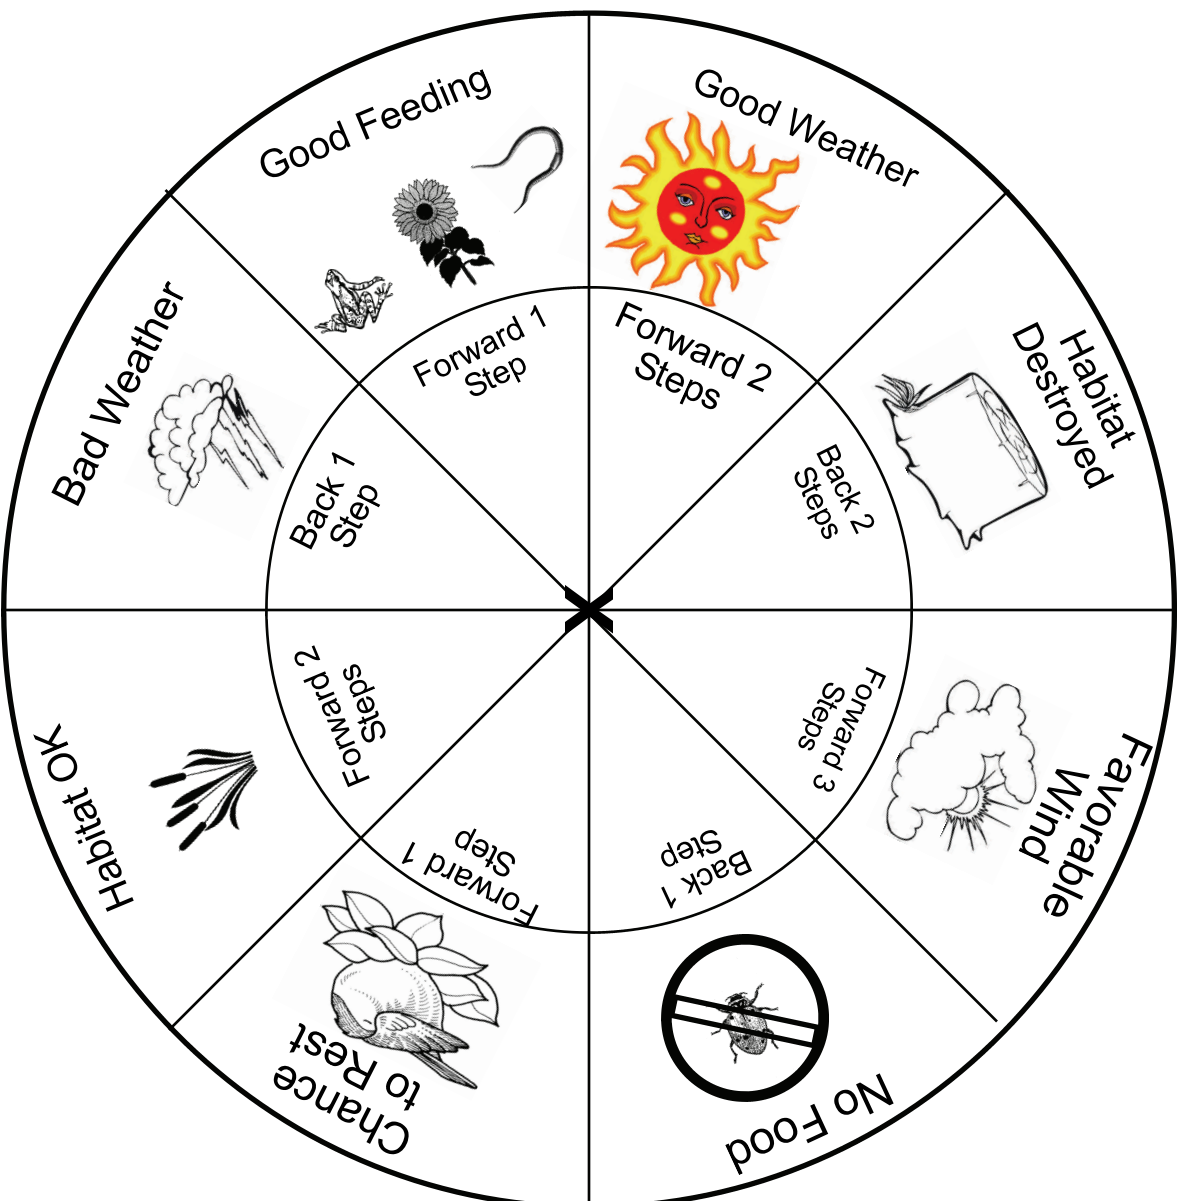 Good Weather
Forward 2
Steps
Habitat
Destroyed
Back 2
Steps
Favorable
Wind
Forward 3
Steps
No Food
Back 1
Step
Chance
to Rest
Forward 1
Step
Habitat OK
Forward 2
Steps
Bad Weather
Back 1
Step
Good Feeding
Forward 1
Step